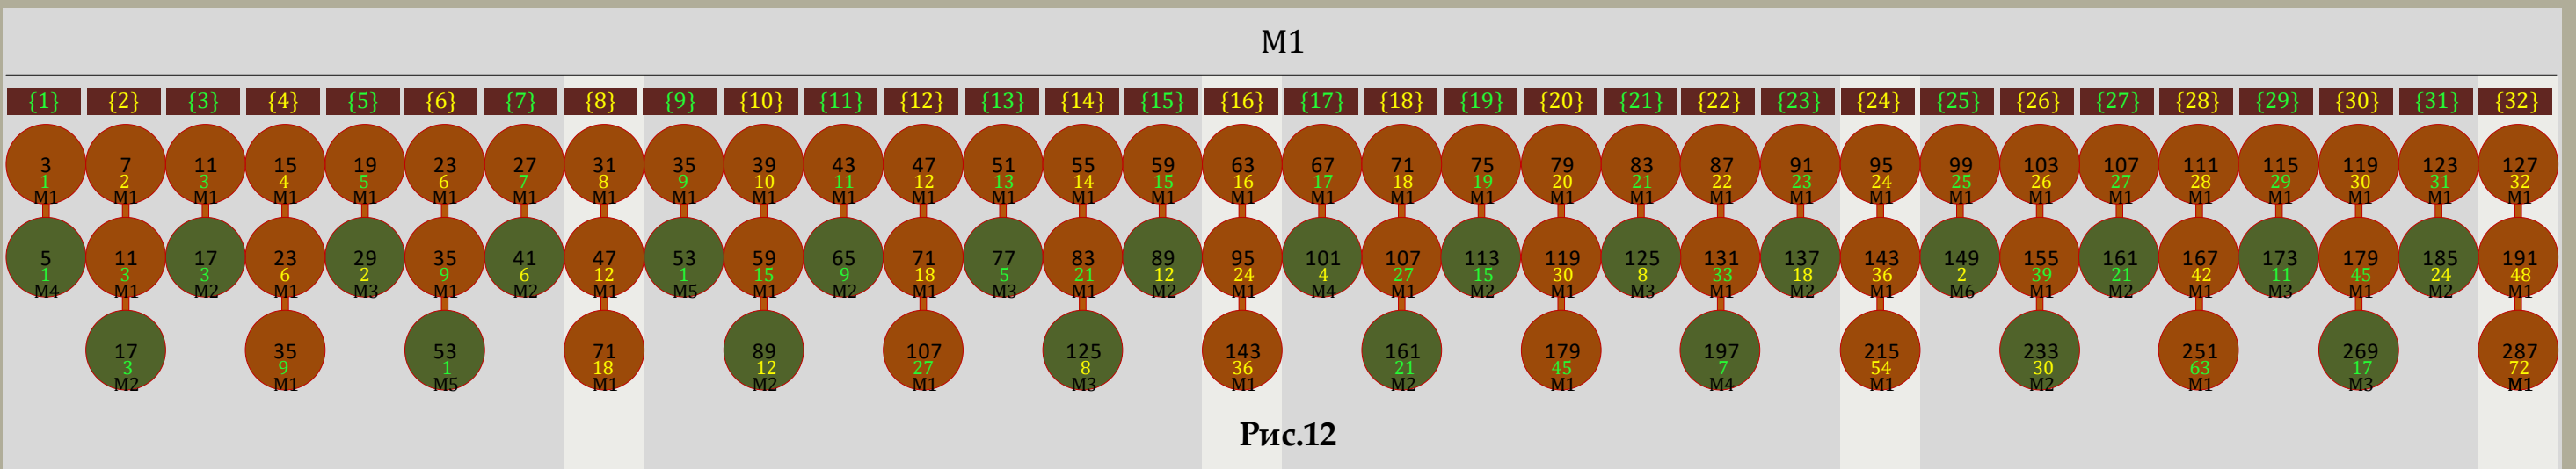 M1
{1} {2} {3} {4} {5} {6} {7} {8} {9} {10} {11} {12} {13} {14} {15} {16} {17} {18} {19} {20} {21} {22} {23} {24} {25} {26} {27} {28} {29} {30} {31} {32}
3 7 11 15 19 23 27 31 35 39 43 47 51 55 59 63 67 71 75 79 83 87 91 95 99 103 107 111 115 119 123 127
1 2 3 4 5 6 7 8 9 10 11 12 13 14 15 16 17 18 19 20 21 22 23 24 25 26 27 28 29 30 31 32
M1 M1 M1 M1 M1 M1 M1 M1 M1 M1 M1 M1 M1 M1 M1 M1 M1 M1 M1 M1 M1 M1 M1 M1 M1 M1 M1 M1 M1 M1 M1 M1
5 11 17 23 29 35 41 47 53 59 65 71 77 83 89 95 101 107 113 119 125 131 137 143 149 155 161 167 173 179 185 191
1 3 3 6 2 9 6 12 1 15 9 18 5 21 12 24 4 27 15 30 8 33 18 36 2 39 21 42 11 45 24 48
M4 M1 M2 M1 M3 M1 M2 M1 M5 M1 M2 M1 M3 M1 M2 M1 M4 M1 M2 M1 M3 M1 M2 M1 M6 M1 M2 M1 M3 M1 M2 M1
17 35 53 71 89 107 125 143 161 179 197 215 233 251 269 287
3 9 1 18 12 27 8 36 21 45 7 54 30 63 17 72
M2 M1 M5 M1 M2 M1 M3 M1 M2 M1 M4 M1 M2 M1 M3 M1
Рис.12